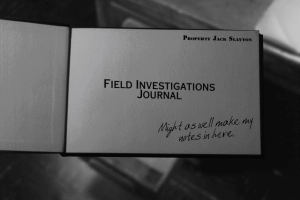 Property Jack Slayton
Field Investigations
Journal
Might as well make my
notes in here.